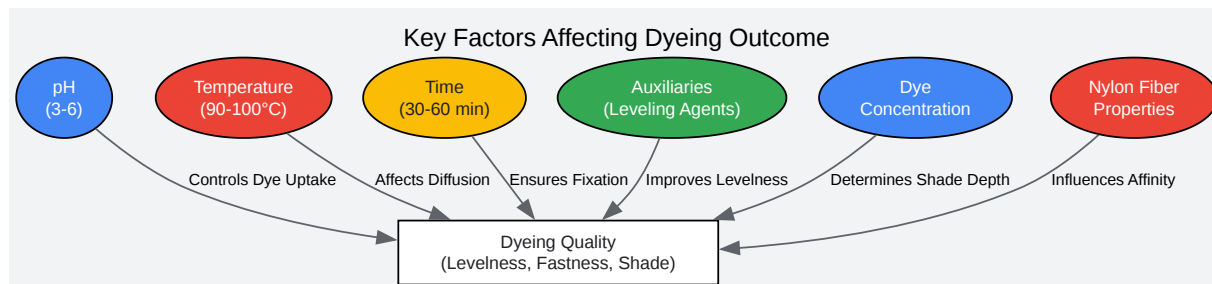 Key Factors Affecting Dyeing Outcome
pH
(3-6)
Temperature
(90-100°C)
Time
(30-60 min)
Auxiliaries
(Leveling Agents)
Dye
Concentration
Nylon Fiber
Properties
Controls Dye Uptake
Affects Diffusion
Ensures Fixation
Improves Levelness
Determines Shade Depth
Influences Affinity
Dyeing Quality
(Levelness, Fastness, Shade)